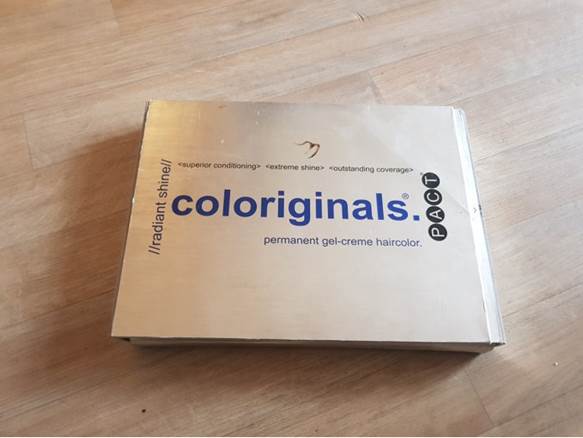 <superior conditioning> <extreme shine> <outstanding coverage>
//radiant shine//
coloriginals®.
permanent gel-creme haircolor.
PACT